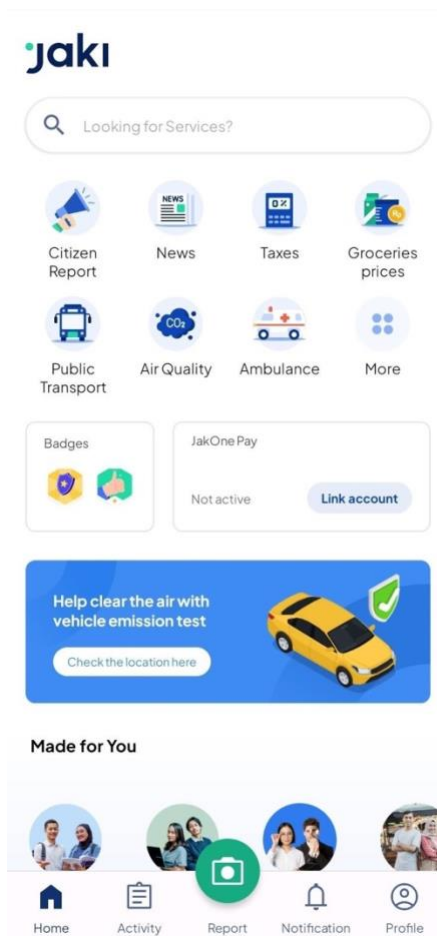 jaki
Looking for Services?
NEWS
Citizen
Report
News
Taxes
Groceries
prices
CO₂
Public
Transport
Air Quality
Ambulance
More
Badges
JakOne Pay
Not active
Link account
Help clear the air with
vehicle emission test
Check the location here
Made for You
Home
Activity
Report
Notification
Profile